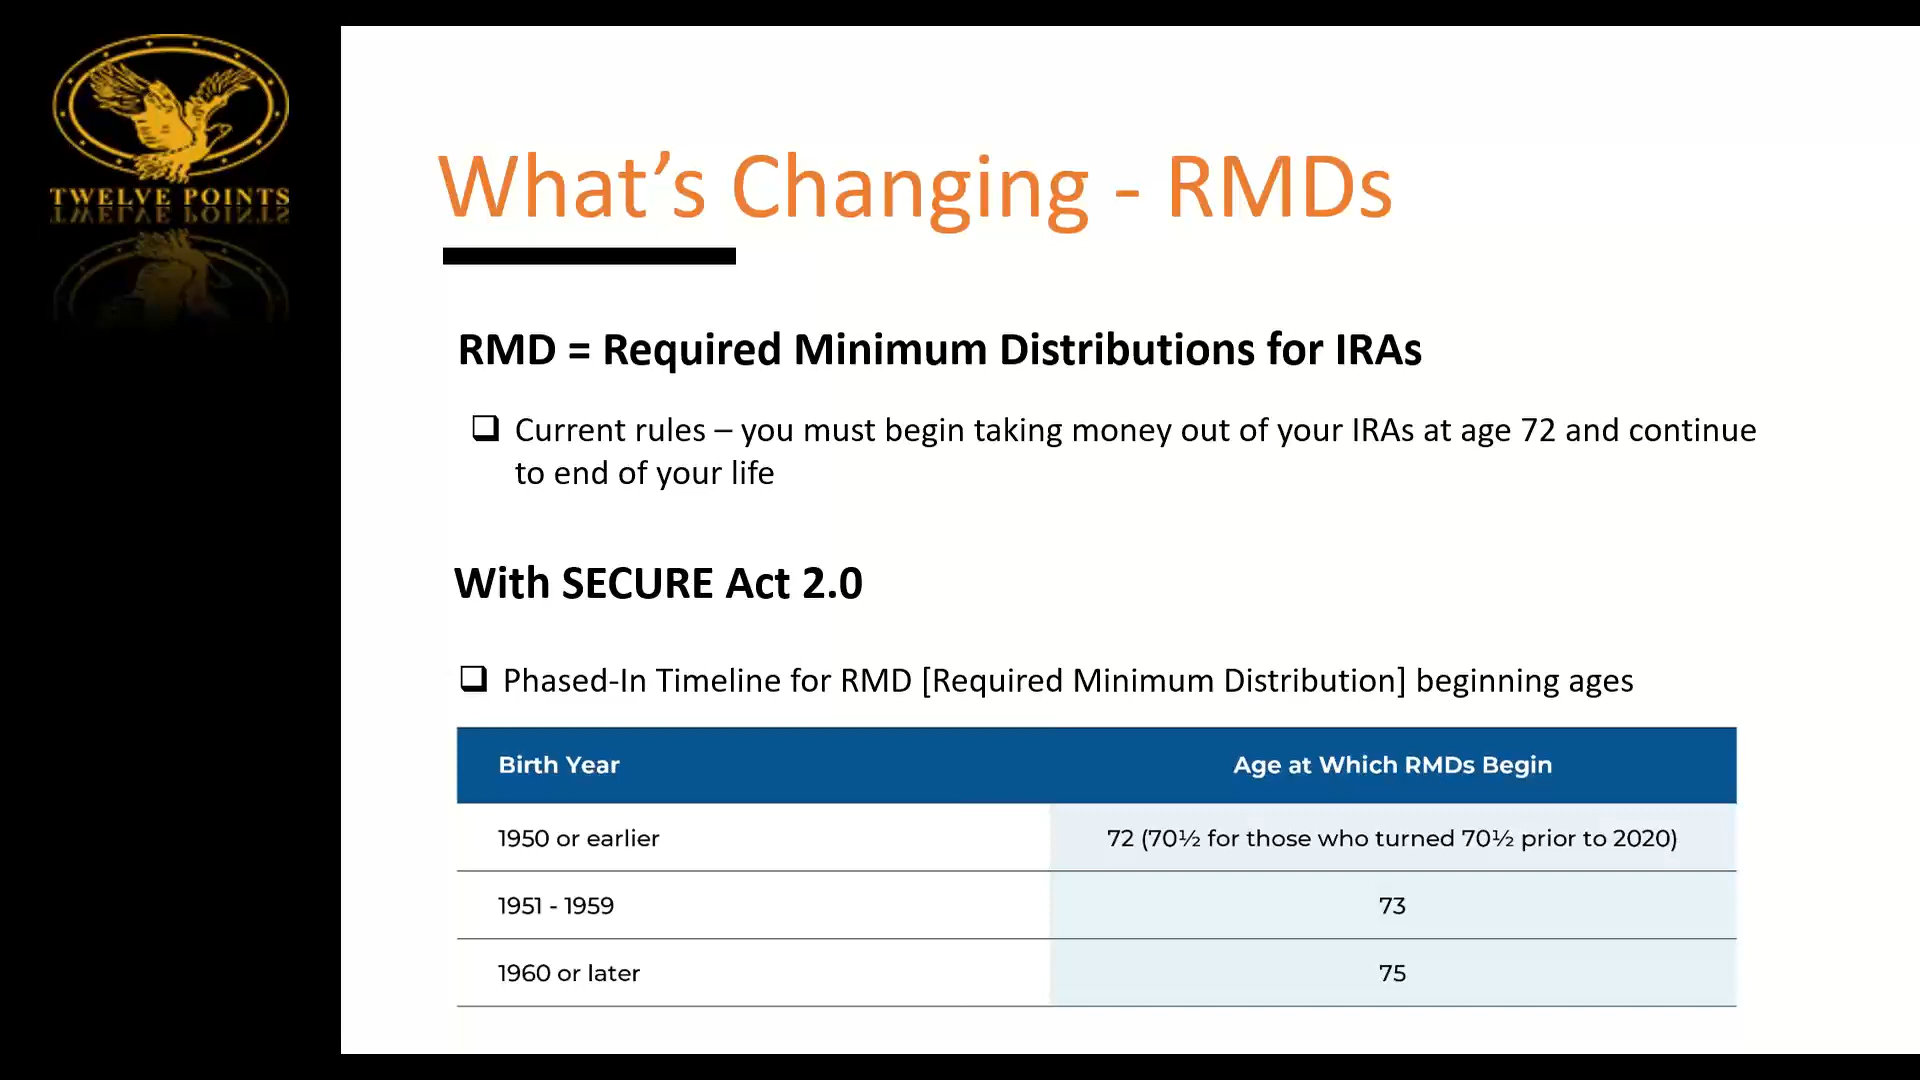 TWELVE POINTS
What’s Changing - RMDs
RMD = Required Minimum Distributions for IRAs
❑ Current rules – you must begin taking money out of your IRAs at age 72 and continue
to end of your life
With SECURE Act 2.0
❑ Phased-In Timeline for RMD [Required Minimum Distribution] beginning ages
Birth Year Age at Which RMDs Begin
1950 or earlier 72 (70½ for those who turned 70½ prior to 2020)
1951 - 1959 73
1960 or later 75